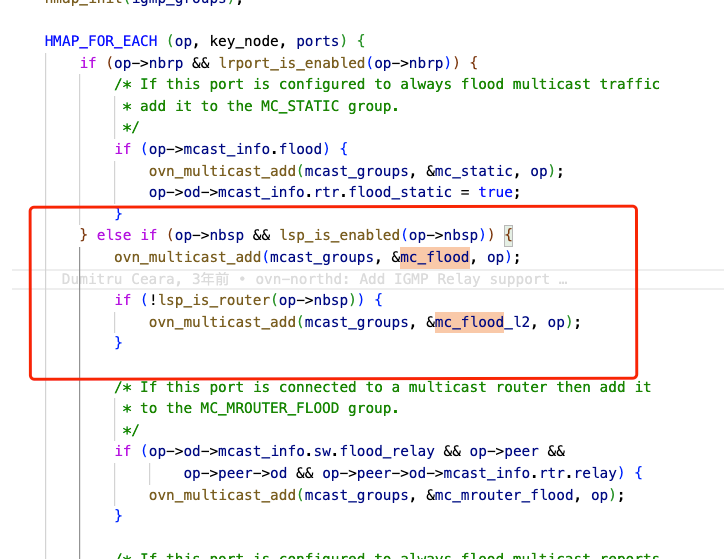 hmap_init(igmp_groups);
HMAP_FOR_EACH (op, key_node, ports) {
if (op->nbrp && lrport_is_enabled(op->nbrp)) {
/* If this port is configured to always flood multicast traffic
* add it to the MC_STATIC group.
*/
if (op->mcast_info.flood) {
ovn_multicast_add(mcast_groups, &mc_static, op);
op->od->mcast_info.rtr.flood_static = true;
}
} else if (op->nbsp && lsp_is_enabled(op->nbsp)) {
ovn_multicast_add(mcast_groups, &mc_flood, op);
Dumitru Ceara, 3年前 • ovn-northd: Add IGMP Relay support …
if (!lsp_is_router(op->nbsp)) {
ovn_multicast_add(mcast_groups, &mc_flood_l2, op);
}
/* If this port is connected to a multicast router then add it
* to the MC_MROUTER_FLOOD group.
*/
if (op->od->mcast_info.sw.flood_relay && op->peer &&
op->peer->od && op->peer->od->mcast_info.rtr.relay) {
ovn_multicast_add(mcast_groups, &mc_mrouter_flood, op);
}
/* If this port is configured to always flood multicast reports